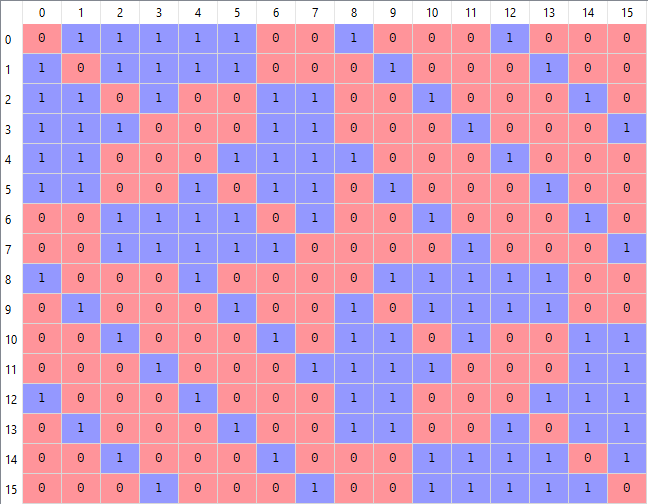 0 1 2 3 4 5 6 7 8 9 10 11 12 13 14 15
0 0 1 1 1 1 1 0 0 1 0 0 0 1 0 0 0
1 1 0 1 1 1 1 0 0 0 1 0 0 0 1 0 0
2 1 1 0 1 0 0 1 1 0 0 1 0 0 0 1 0
3 1 1 1 0 0 0 1 1 0 0 0 1 0 0 0 1
4 1 1 0 0 0 1 1 1 1 0 0 0 1 0 0 0
5 1 1 0 0 1 0 1 1 0 1 0 0 0 1 0 0
6 0 0 1 1 1 1 0 1 0 0 1 0 0 0 1 0
7 0 0 1 1 1 1 1 0 0 0 0 1 0 0 0 1
8 1 0 0 0 1 0 0 0 0 1 1 1 1 1 0 0
9 0 1 0 0 0 1 0 0 1 0 1 1 1 1 0 0
10 0 0 1 0 0 0 1 0 1 1 0 1 0 0 1 1
11 0 0 0 1 0 0 0 1 1 1 1 0 0 0 1 1
12 1 0 0 0 1 0 0 0 1 1 0 0 0 1 1 1
13 0 1 0 0 0 1 0 0 1 1 0 0 1 0 1 1
14 0 0 1 0 0 0 1 0 0 0 1 1 1 1 0 1
15 0 0 0 1 0 0 0 1 0 0 1 1 1 1 1 0